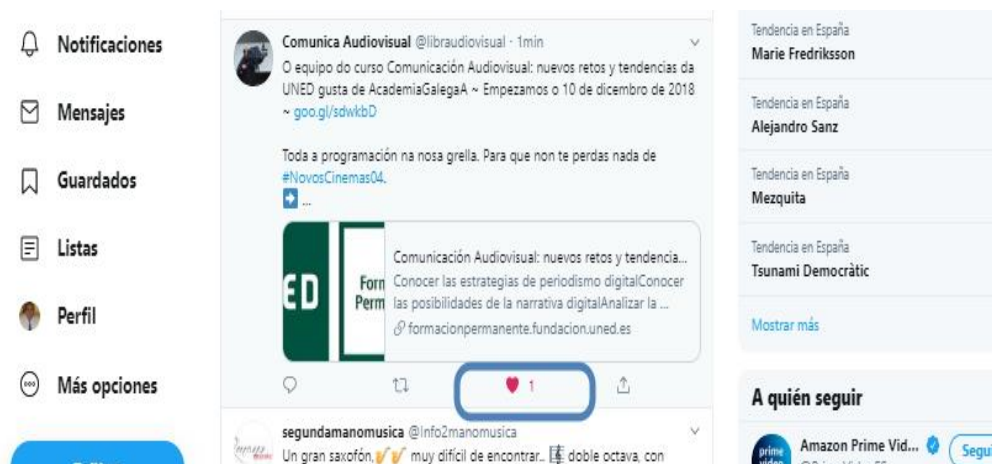 Notificaciones
Mensajes
Guardados
Listas
Perfil
Más opciones
Comunica Audiovisual @libraudiovisual · 1min
O equipo do curso Comunicación Audiovisual: nuevos retos y tendencias da
UNED gusta de AcademiaGalegaA ~ Empezamos o 10 de dicembro de 2018
~ goo.gl/sdwkbD
Toda a programación na nosa grella. Para que non te perdas nada de
#NovosCinemas04.
➡ ...
ED
Form
Perm
Comunicación Audiovisual: nuevos retos y tendencia...
Conocer las estrategias de periodismo digitalConocer
las posibilidades de la narrativa digitalAnalizar la ...
formacionpermanente.fundacion.uned.es
1
segundamanomusica @Info2manomusica
Un gran saxofón, muy difícil de encontrar.. doble octava, con
Tendencia en España
Marie Fredriksson
Tendencia en España
Alejandro Sanz
Tendencia en España
Mezquita
Tendencia en España
Tsunami Democràtic
Mostrar más
A quién seguir
prime
Amazon Prime Vid...
Segui